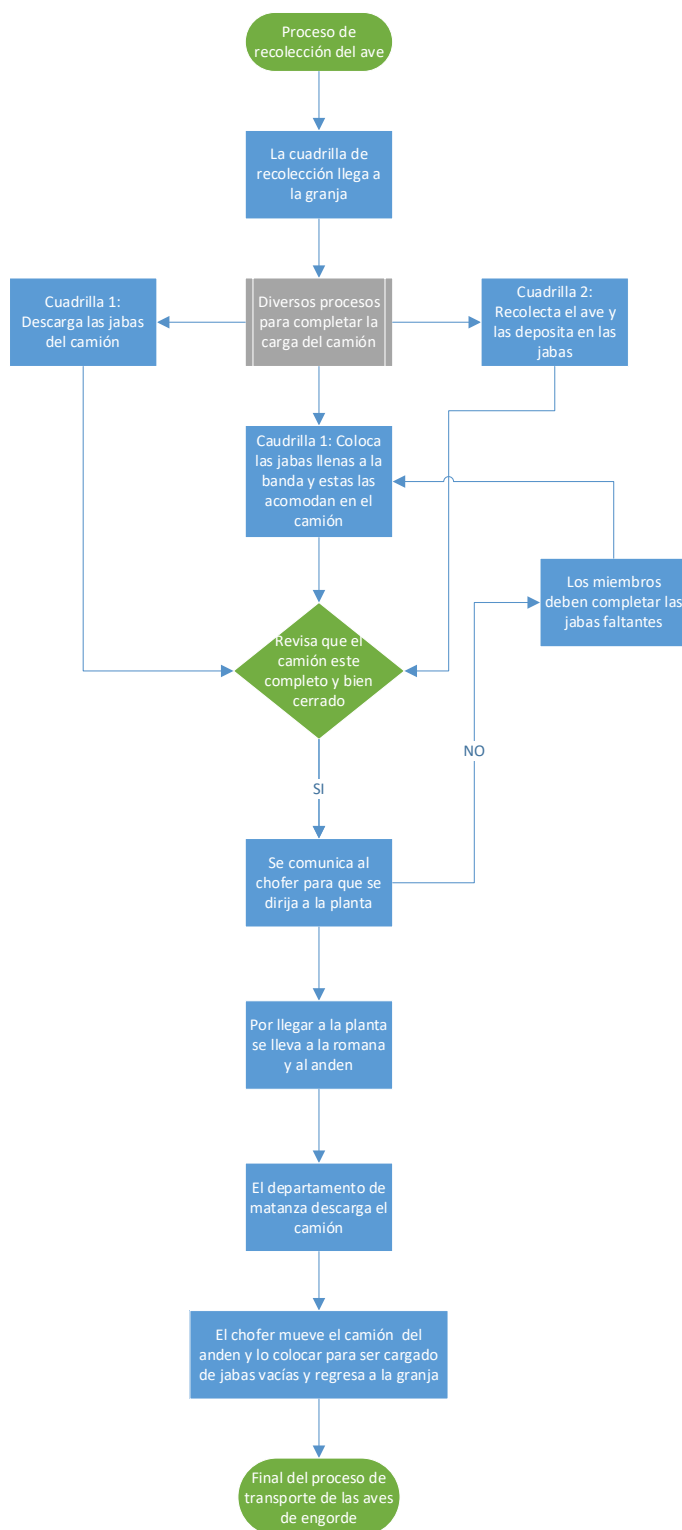 Proceso de
recolección del ave
La cuadrilla de
recolección llega a
la granja
Cuadrilla 1:
Descarga las jabas
del camión
Diversos procesos
para completar la
carga del camión
Cuadrilla 2:
Recolecta el ave y
las deposita en las
jabas
Caudrilla 1: Coloca
las jabas llenas a la
banda y estas las
acomodan en el
camión
Los miembros
deben completar las
jabas faltantes
Revisa que el
camión este
completo y bien
cerrado
NO
SI
Se comunica al
chofer para que se
dirija a la planta
Por llegar a la planta
se lleva a la romana
y al anden
El departamento de
matanza descarga el
camión
El chofer mueve el camión del
anden y lo colocar para ser cargado
de jabas vacías y regresa a la granja
Final del proceso de
transporte de las aves
de engorde